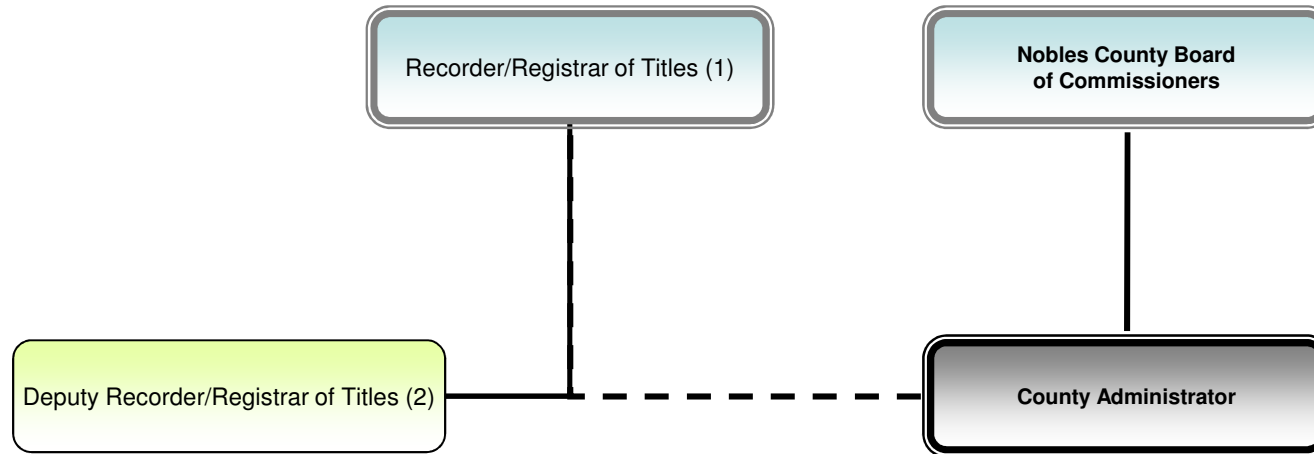 Recorder/Registrar of Titles (1)
Nobles County Board
of Commissioners
Deputy Recorder/Registrar of Titles (2)
County Administrator